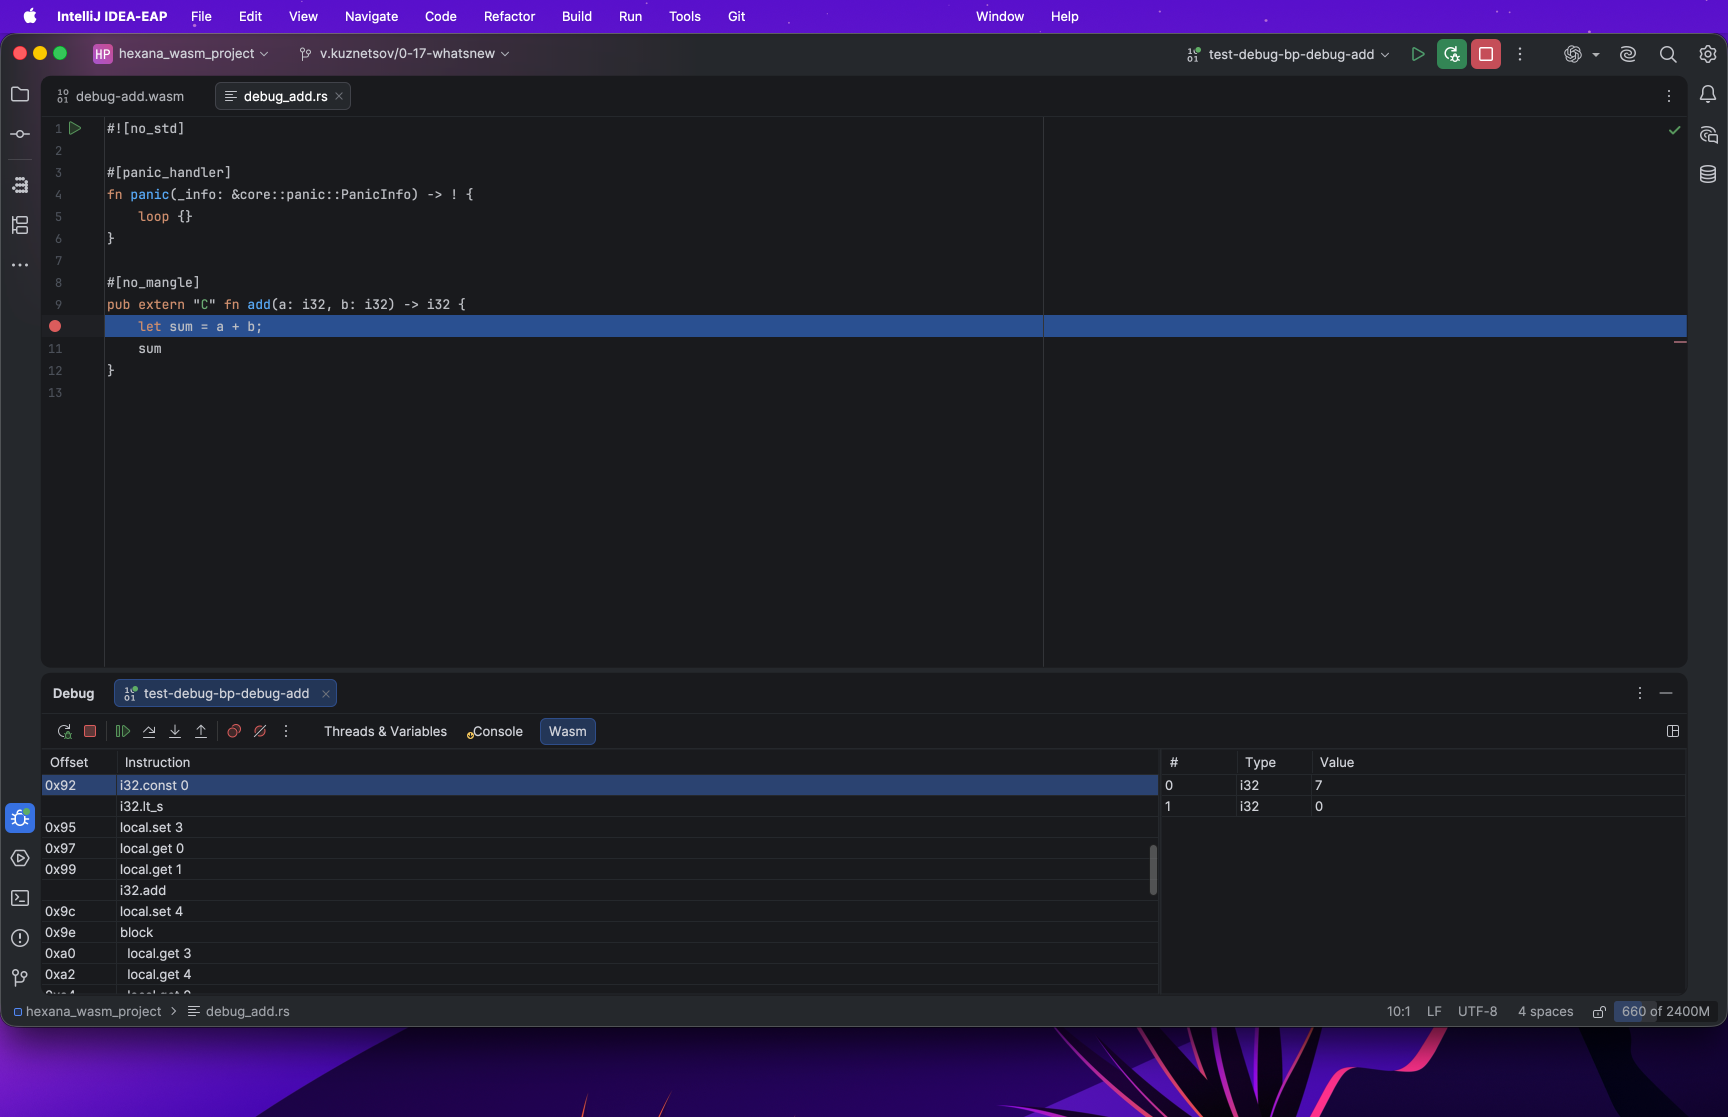 IntelliJ IDEA-EAP File Edit View Navigate Code Refactor Build Run Tools Git Window Help
HP hexana_wasm_project v.kuznetsov/0-17-whatsnew test-debug-bp-debug-add
debug-add.wasm debug_add.rs
1 #![no_std]
2
3 #[panic_handler]
4 fn panic(_info: &core::panic::PanicInfo) -> ! {
5 loop {}
6 }
7
8 #[no_mangle]
9 pub extern "C" fn add(a: i32, b: i32) -> i32 {
let sum = a + b;
11 sum
12 }
13
Debug test-debug-bp-debug-add
Threads & Variables Console Wasm
Offset Instruction # Type Value
0x92 i32.const 0 0 i32 7
i32.lt_s 1 i32 0
0x95 local.set 3
0x97 local.get 0
0x99 local.get 1
i32.add
0x9c local.set 4
0x9e block
0xa0 local.get 3
0xa2 local.get 4
hexana_wasm_project debug_add.rs 10:1 LF UTF-8 4 spaces 660 of 2400M